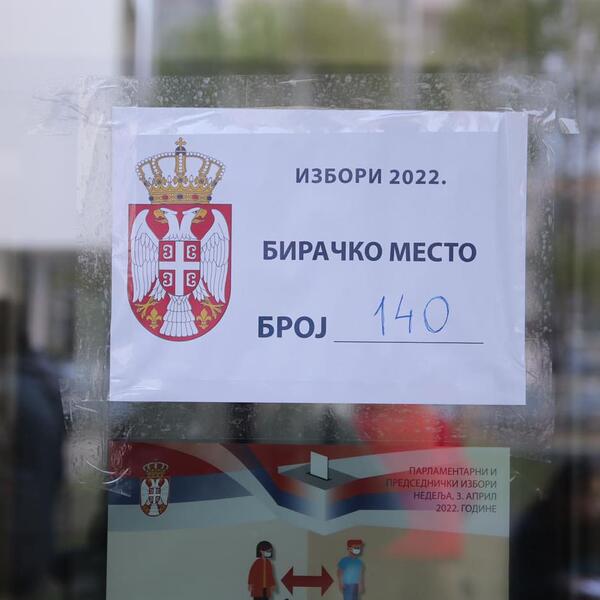 ИЗБОРИ 2022.
БИРАЧКО МЕСТО
БРОЈ 140
ПАРЛАМЕНТАРНИ И
ПРЕДСЕДНИЧКИ ИЗБОРИ
НЕДЕЉА, 3. АПРИЛ
2022. ГОДИНЕ